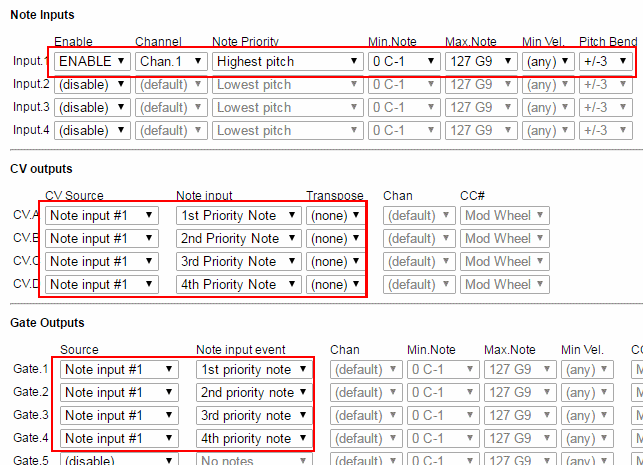 Note Inputs
Enable Channel Note Priority Min.Note Max.Note Min Vel. Pitch Bend
Input.1 ENABLE Chan.1 Highest pitch 0 C-1 127 G9 (any) +/-3
Input.2 (disable) (default) Lowest pitch 0 C-1 127 G9 (any) +/-3
Input.3 (disable) (default) Lowest pitch 0 C-1 127 G9 (any) +/-3
Input.4 (disable) (default) Lowest pitch 0 C-1 127 G9 (any) +/-3
CV outputs
CV Source Note input Transpose Chan CC#
CV.A Note input #1 1st Priority Note (none) (default) Mod Wheel
CV.B Note input #1 2nd Priority Note (none) (default) Mod Wheel
CV.C Note input #1 3rd Priority Note (none) (default) Mod Wheel
CV.D Note input #1 4th Priority Note (none) (default) Mod Wheel
Gate Outputs
Source Note input event Chan Min.Note Max.Note Min Vel. CC
Gate.1 Note input #1 1st priority note (default) 0 C-1 127 G9 (any) M
Gate.2 Note input #1 2nd priority note (default) 0 C-1 127 G9 (any) M
Gate.3 Note input #1 3rd priority note (default) 0 C-1 127 G9 (any) M
Gate.4 Note input #1 4th priority note (default) 0 C-1 127 G9 (any) M
Gate.5 (disable) No notes (default) 0 C-1 127 G9 (any) M